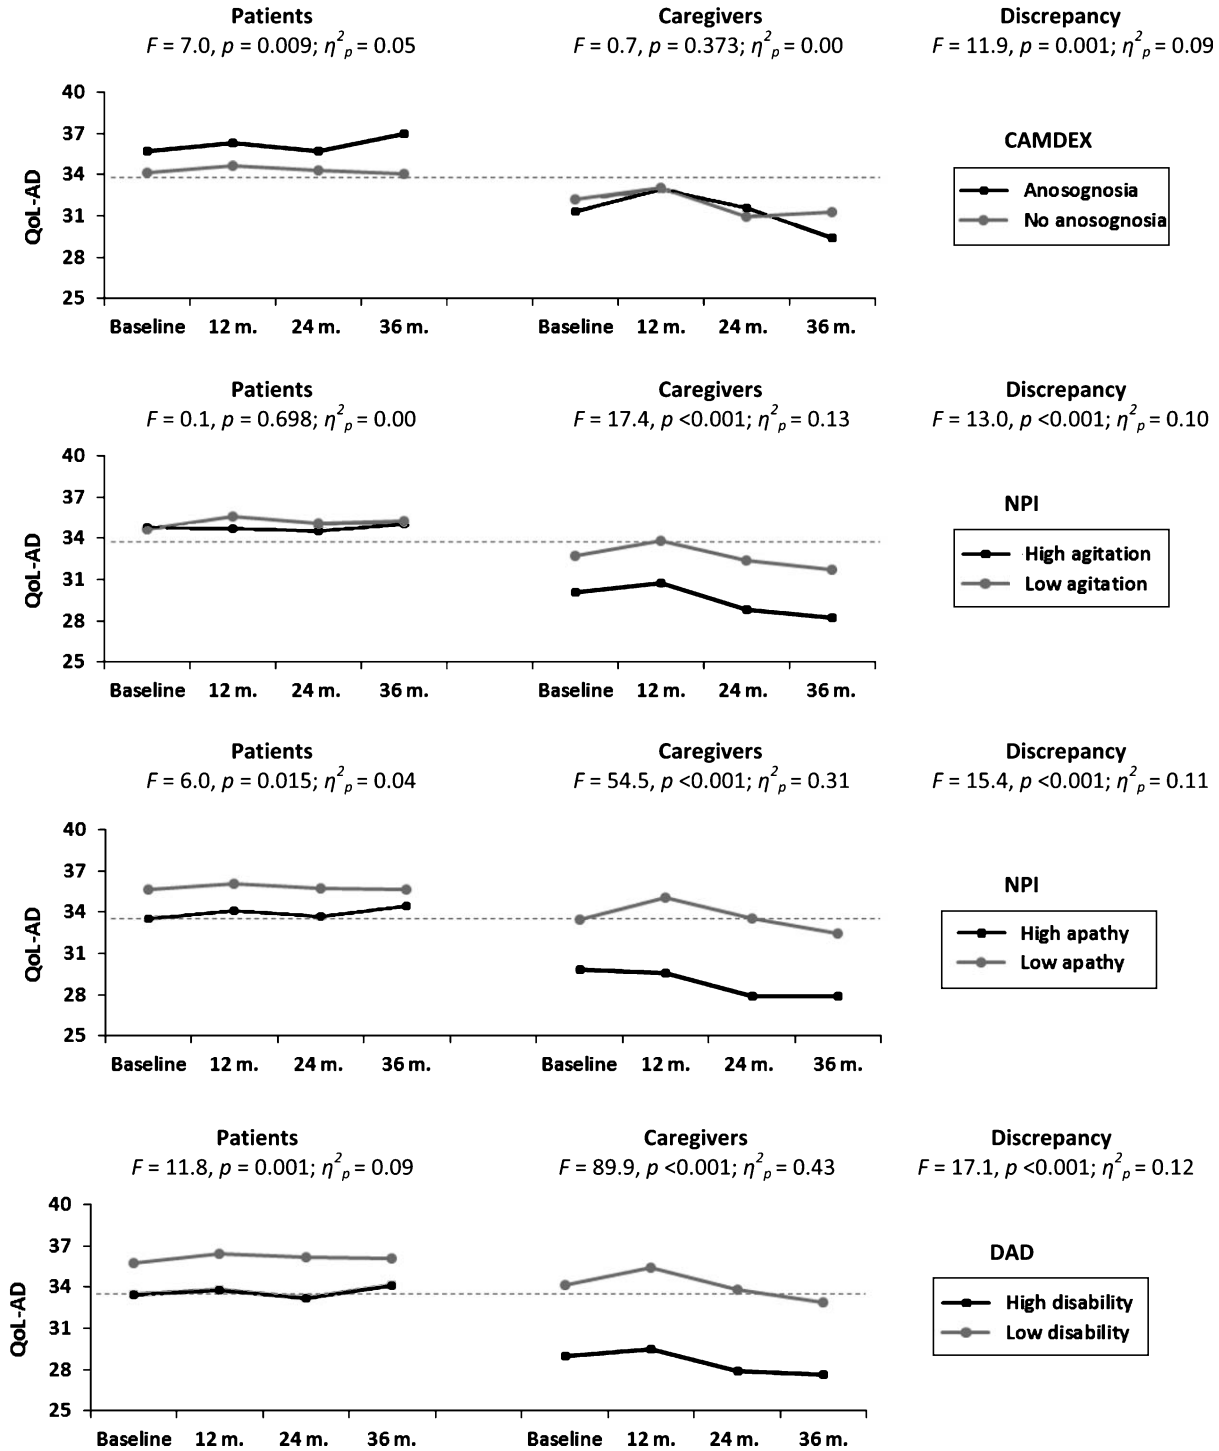 Patients Caregivers Discrepancy
F = 7.0, p = 0.009; η²p = 0.05 F = 0.7, p = 0.373; η²p = 0.00 F = 11.9, p = 0.001; η²p = 0.09
40
37
34
31
28
25
QoL-AD
CAMDEX
Anosognosia
No anosognosia
Baseline 12 m. 24 m. 36 m. Baseline 12 m. 24 m. 36 m.
Patients Caregivers Discrepancy
F = 0.1, p = 0.698; η²p = 0.00 F = 17.4, p <0.001; η²p = 0.13 F = 13.0, p <0.001; η²p = 0.10
40
37
34
31
28
25
QoL-AD
NPI
High agitation
Low agitation
Baseline 12 m. 24 m. 36 m. Baseline 12 m. 24 m. 36 m.
Patients Caregivers Discrepancy
F = 6.0, p = 0.015; η²p = 0.04 F = 54.5, p <0.001; η²p = 0.31 F = 15.4, p <0.001; η²p = 0.11
40
37
34
31
28
25
QoL-AD
NPI
High apathy
Low apathy
Baseline 12 m. 24 m. 36 m. Baseline 12 m. 24 m. 36 m.
Patients Caregivers Discrepancy
F = 11.8, p = 0.001; η²p = 0.09 F = 89.9, p <0.001; η²p = 0.43 F = 17.1, p <0.001; η²p = 0.12
40
37
34
31
28
25
QoL-AD
DAD
High disability
Low disability
Baseline 12 m. 24 m. 36 m. Baseline 12 m. 24 m. 36 m.